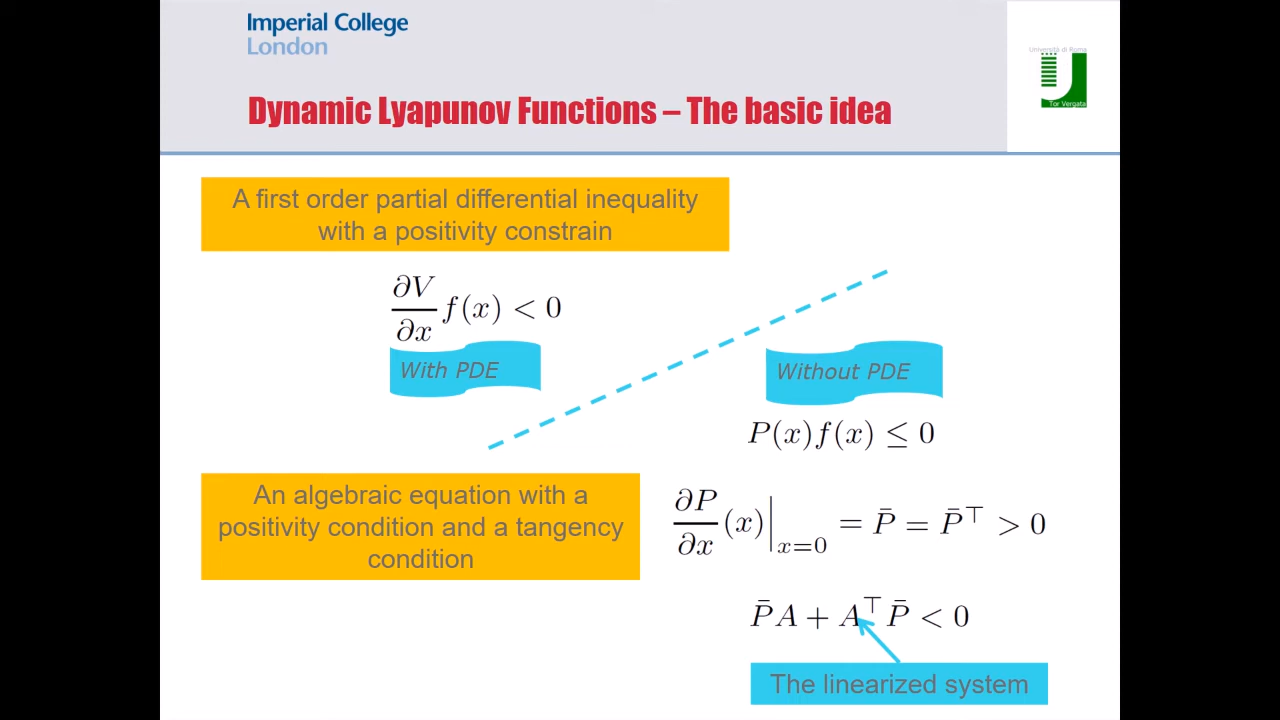 Imperial College
London
Università di Roma
Tor Vergata
Dynamic Lyapunov Functions – The basic idea
A first order partial differential inequality
with a positivity constrain
∂V/∂x f(x) < 0
With PDE
Without PDE
P(x)f(x) ≤ 0
An algebraic equation with a
positivity condition and a tangency
condition
∂P/∂x (x)|x=0 = P̄ = P̄⊤ > 0
P̄A + A⊤P̄ < 0
The linearized system